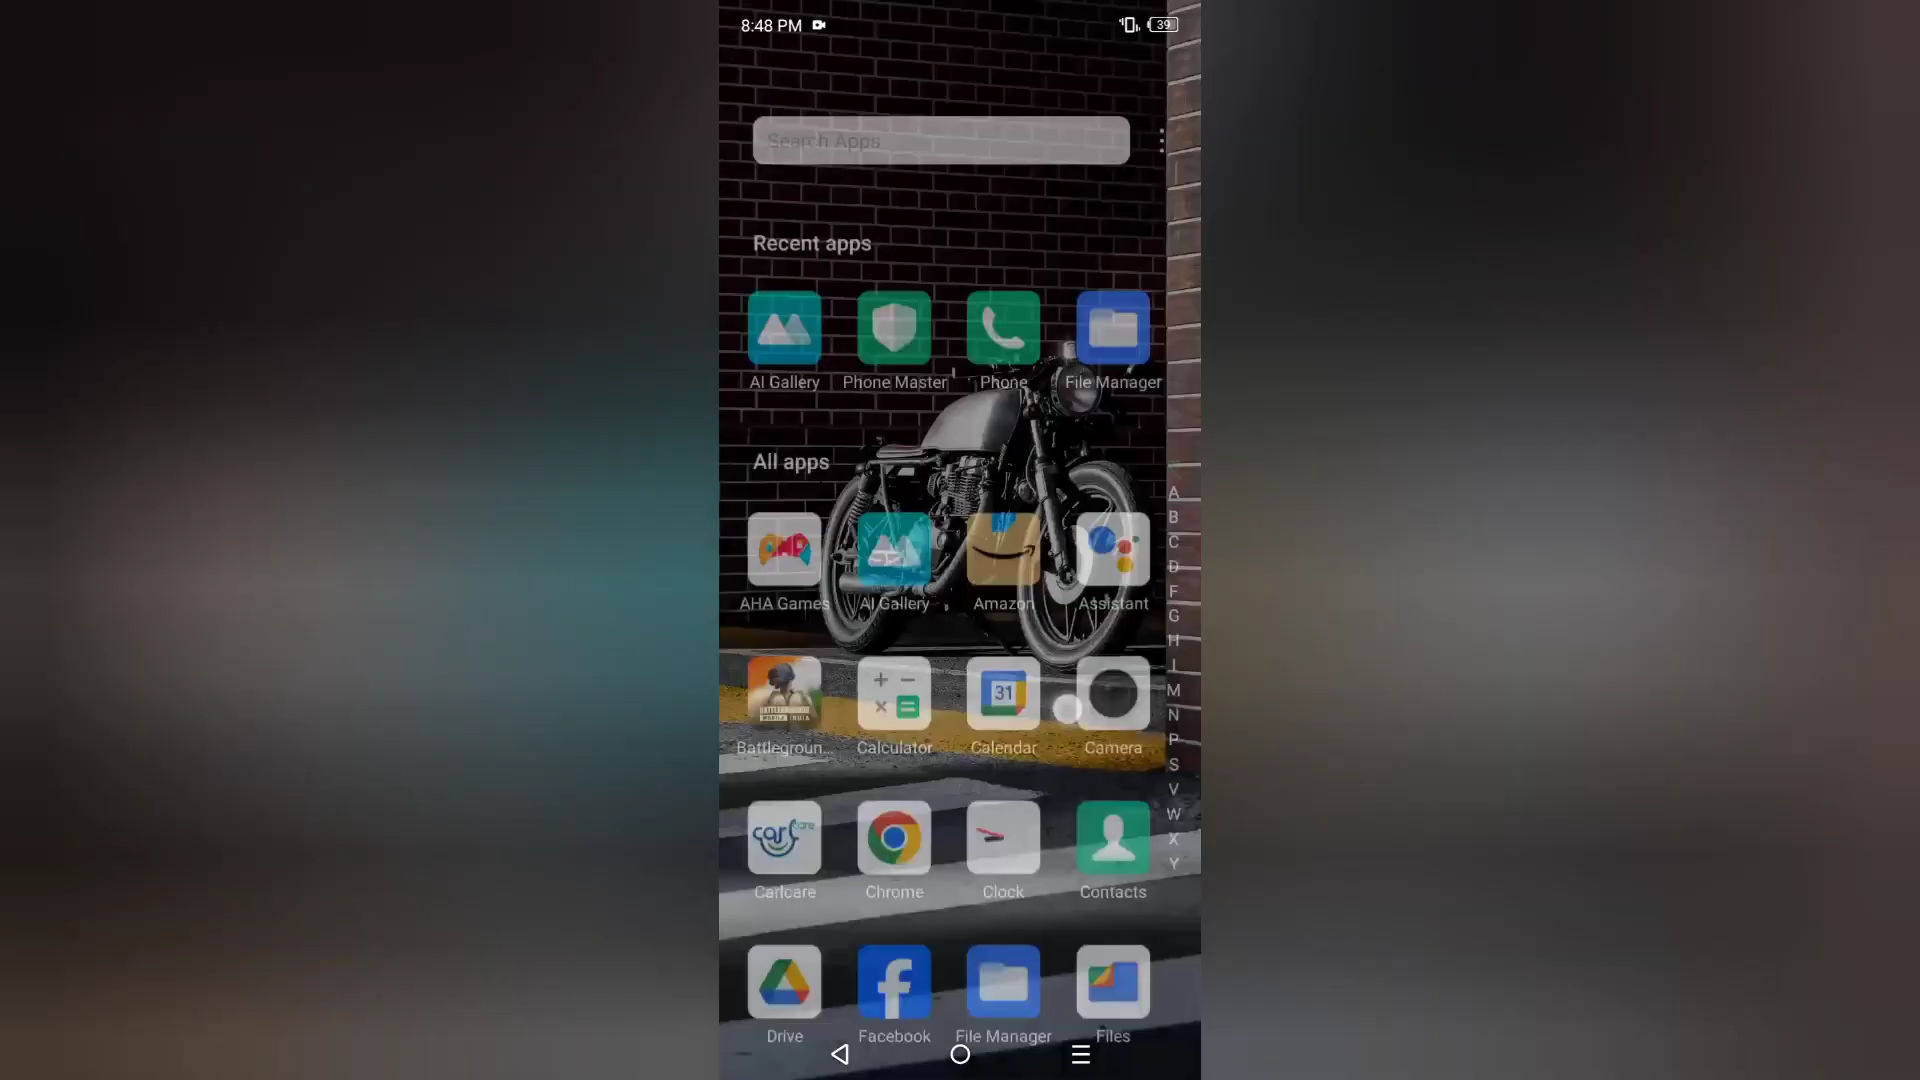 8:48 PM
39
Search Apps
Recent apps
AI Gallery
Phone Master
Phone
File Manager
All apps
AHA Games
AI Gallery
Amazon
Assistant
31
Battlegroun...
Calculator
Calendar
Camera
carlcare
Carlcare
Chrome
Clock
Contacts
Drive
Facebook
File Manager
Files
A
B
C
D
F
G
H
I
M
N
P
S
V
W
X
Y